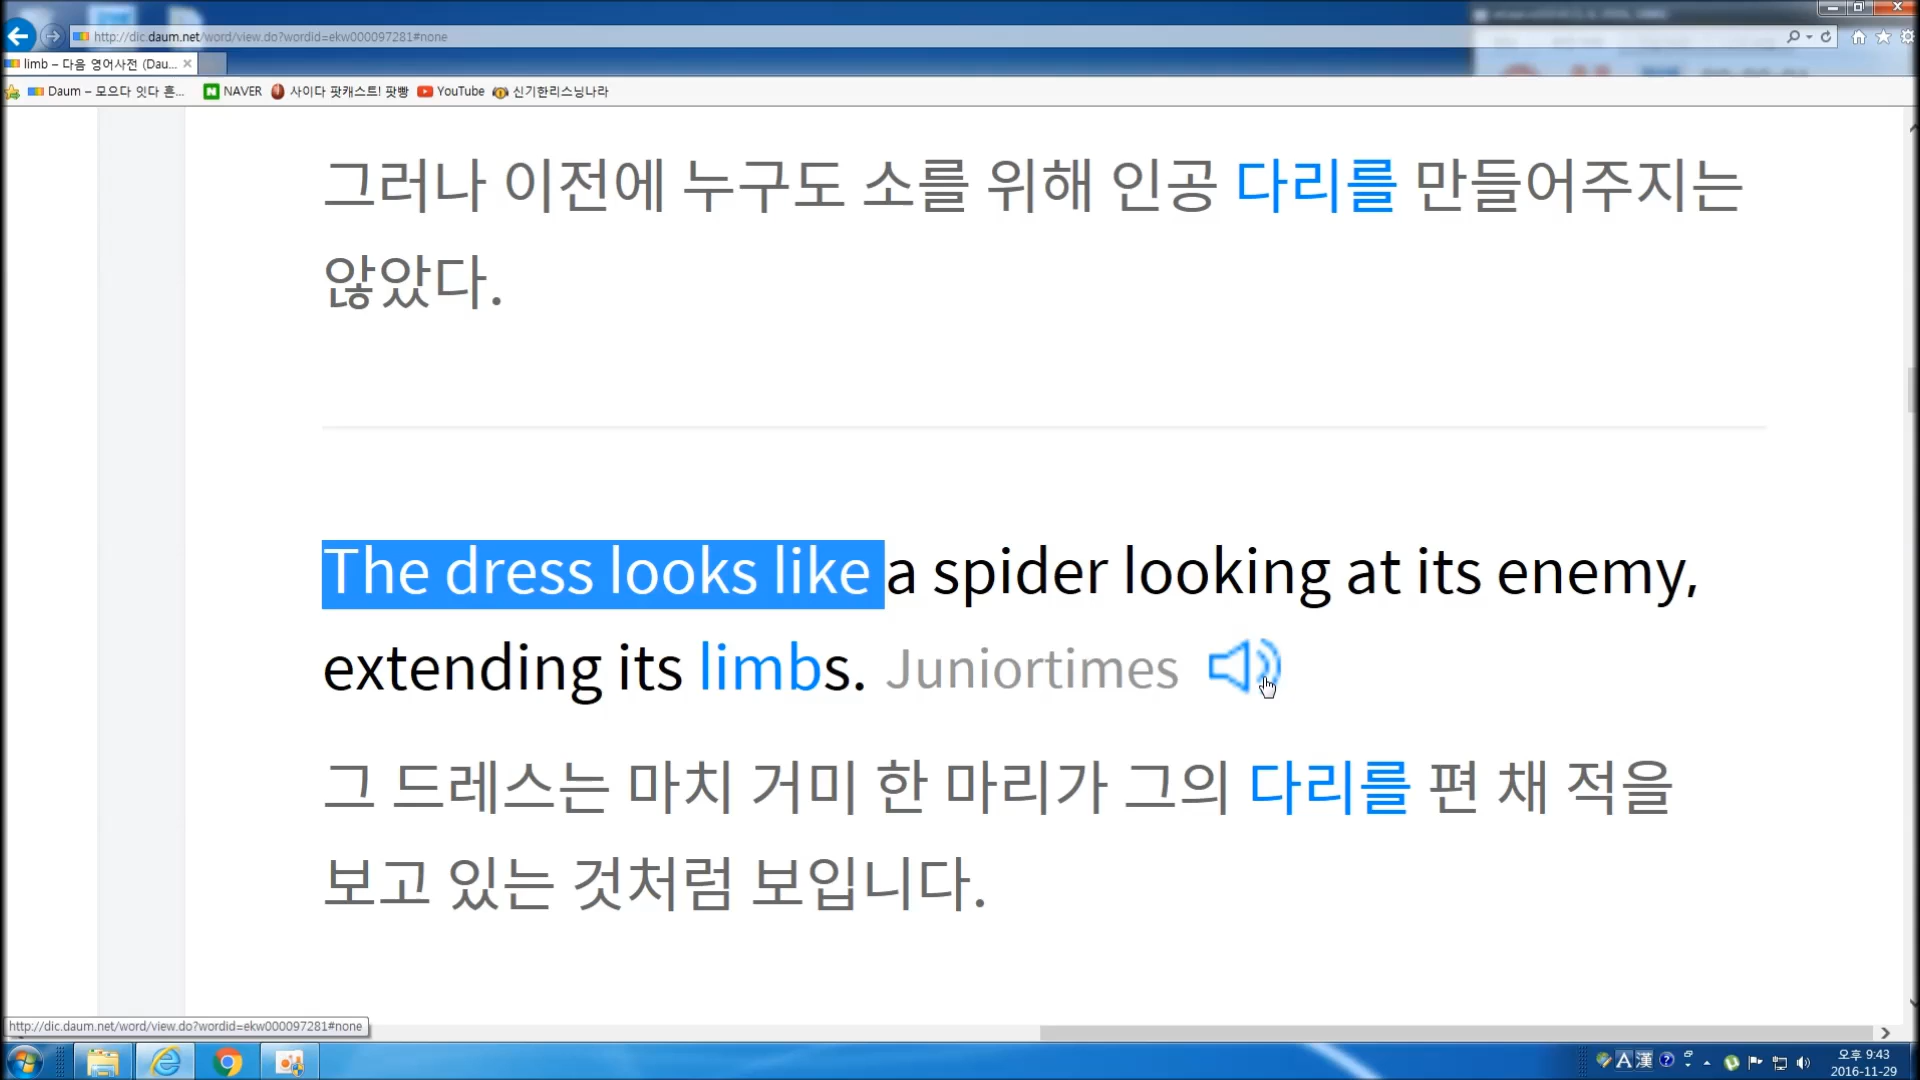 http://dic.daum.net/word/view.do?wordid=ekw000097281#none
limb – 다음 영어사전 (Dau...
Daum – 모으다 잇다 흔... NAVER 사이다 팟캐스트! 팟빵 YouTube 신기한리스닝나라
그러나 이전에 누구도 소를 위해 인공 다리를 만들어주지는
않았다.
The dress looks like a spider looking at its enemy,
extending its limbs. Juniortimes
그 드레스는 마치 거미 한 마리가 그의 다리를 편 채 적을
보고 있는 것처럼 보입니다.
http://dic.daum.net/word/view.do?wordid=ekw000097281#none
A 漢
오후 9:43
2016-11-29